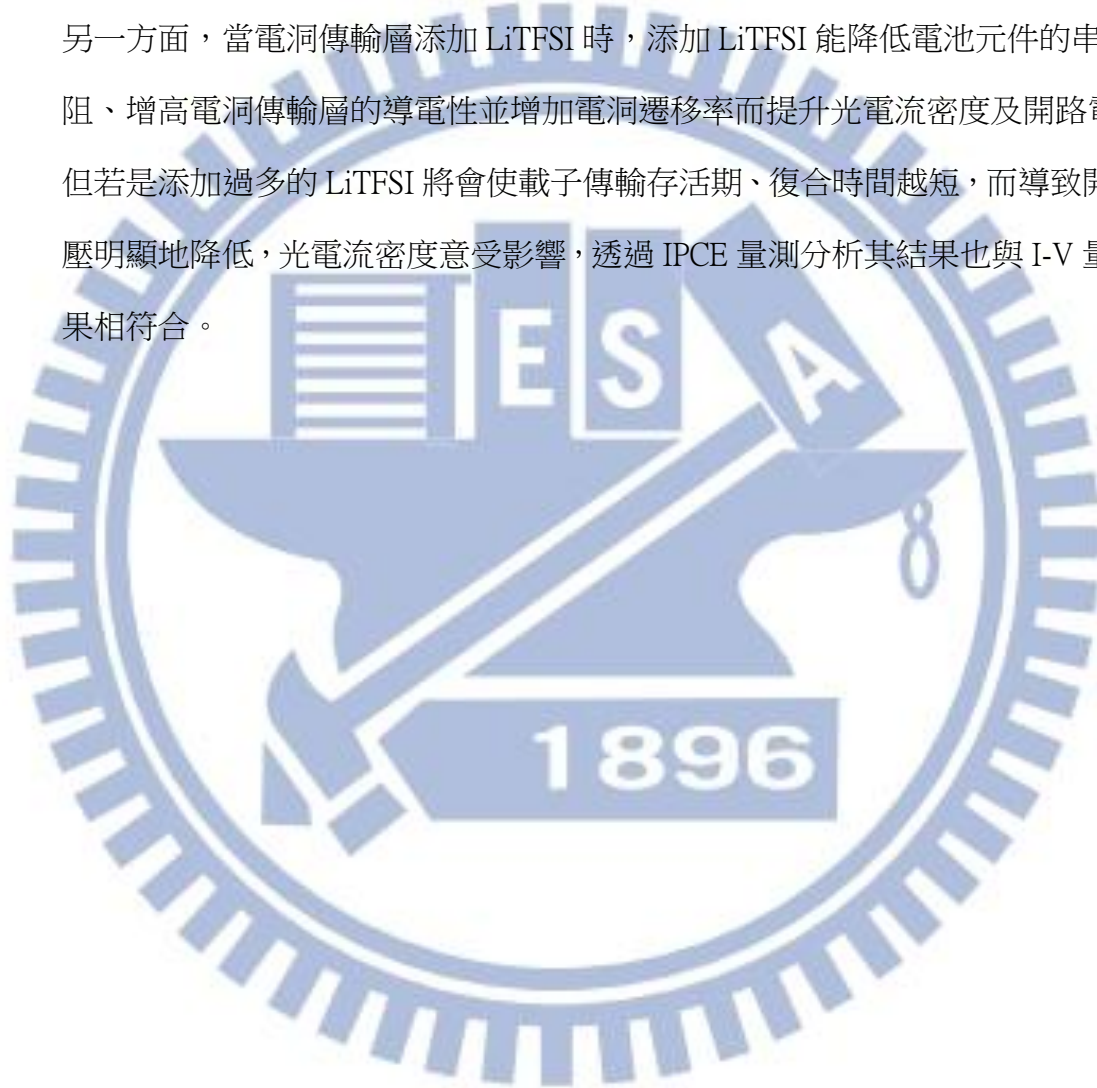 另一方面，當電洞傳輸層添加 LiTFSI 時，添加 LiTFSI 能降低電池元件的串
阻、增高電洞傳輸層的導電性並增加電洞遷移率而提升光電流密度及開路電
但若是添加過多的 LiTFSI 將會使載子傳輸存活期、復合時間越短，而導致開
壓明顯地降低，光電流密度意受影響，透過 IPCE 量測分析其結果也與 I-V 量
果相符合。
E S A
8
1896